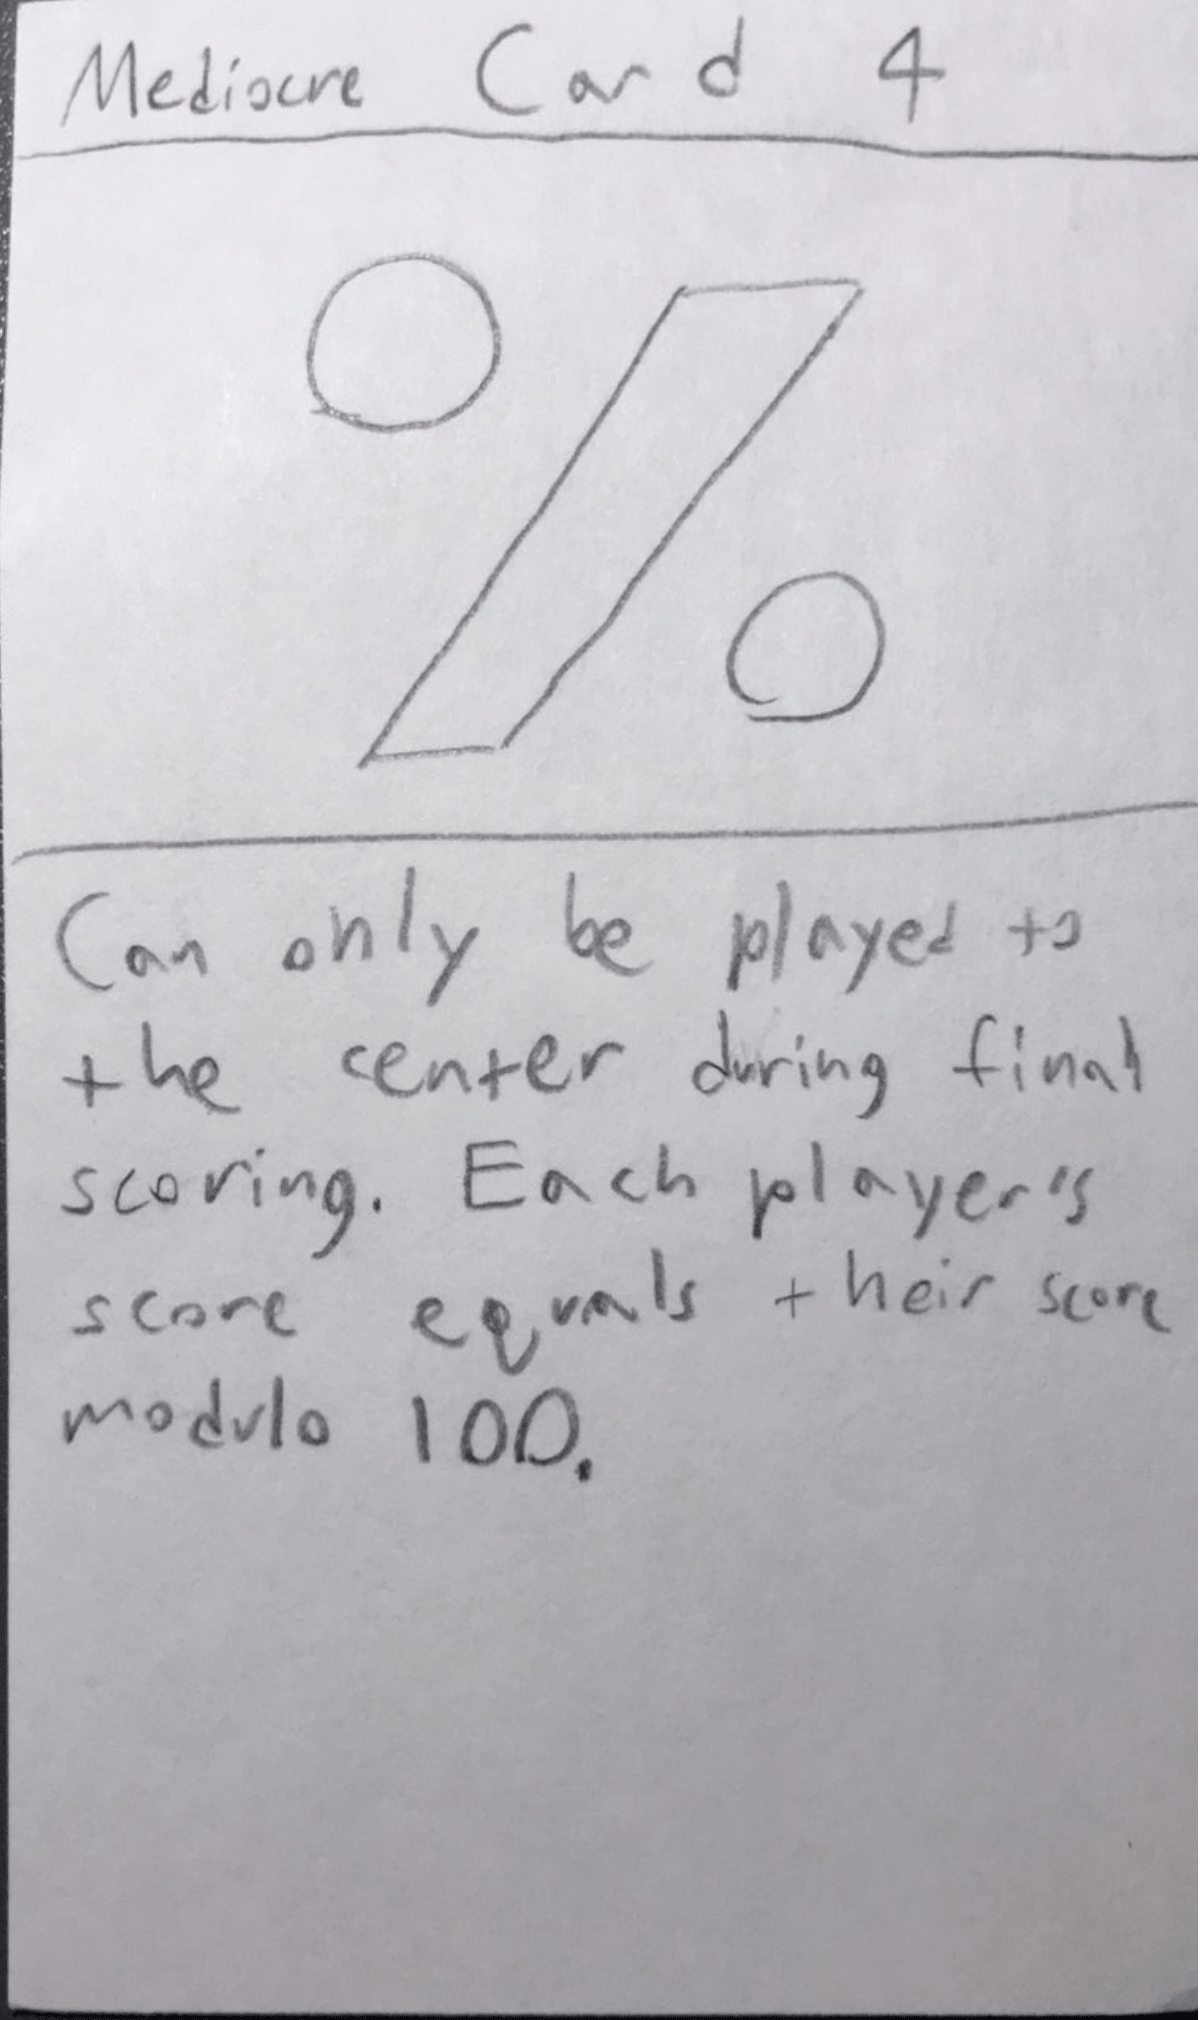 Mediocre Card 4
%
Can only be played to
the center during final
scoring. Each player's
score equals their score
modulo 100.